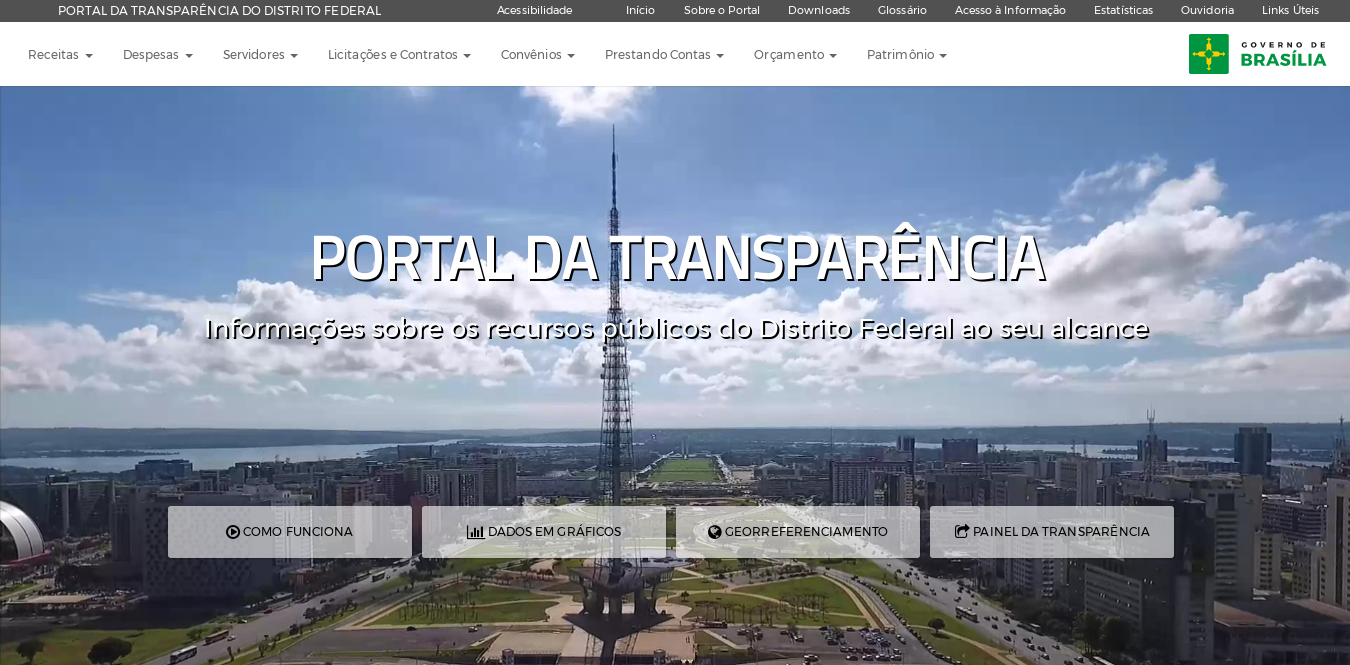 PORTAL DA TRANSPARÊNCIA DO DISTRITO FEDERAL Acessibilidade Início Sobre o Portal Downloads Glossário Acesso à Informação Estatísticas Ouvidoria Links Úteis
Receitas Despesas Servidores Licitações e Contratos Convênios Prestando Contas Orçamento Patrimônio
GOVERNO DE
BRASÍLIA
PORTAL DA TRANSPARÊNCIA
Informações sobre os recursos públicos do Distrito Federal ao seu alcance
COMO FUNCIONA DADOS EM GRÁFICOS GEORREFERENCIAMENTO PAINEL DA TRANSPARÊNCIA